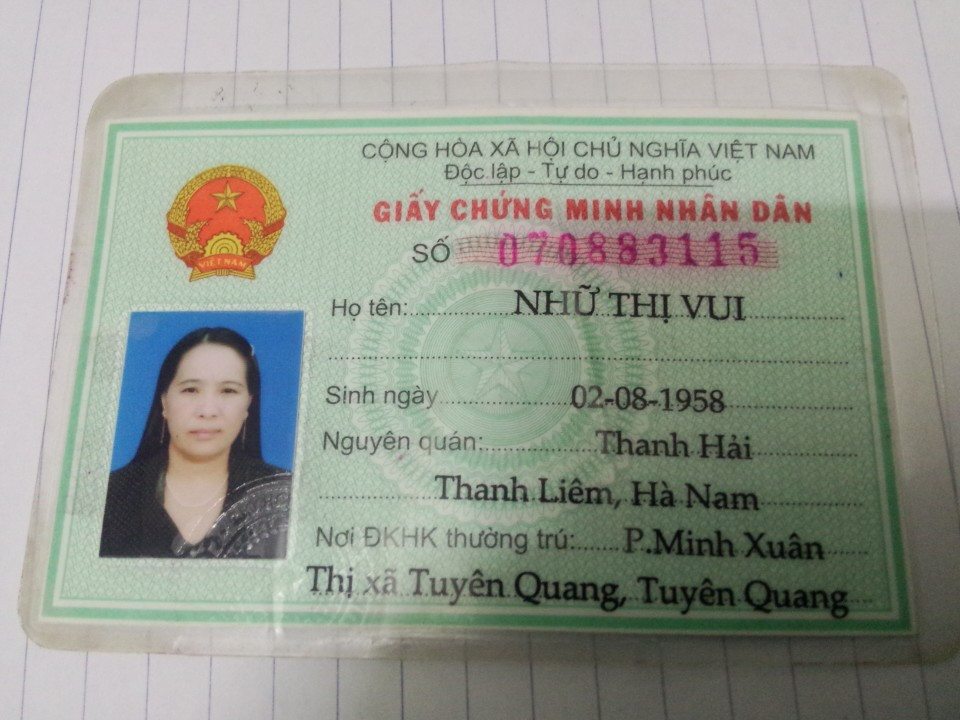 CỘNG HÒA XÃ HỘI CHỦ NGHĨA VIỆT NAM
Độc lập - Tự do - Hạnh phúc
GIẤY CHỨNG MINH NHÂN DÂN
SỐ 070883115
VIỆT NAM
Họ tên: NHỮ THỊ VUI
Sinh ngày 02-08-1958
Nguyên quán: Thanh Hải
Thanh Liêm, Hà Nam
Nơi ĐKHK thường trú: P.Minh Xuân
Thị xã Tuyên Quang, Tuyên Quang